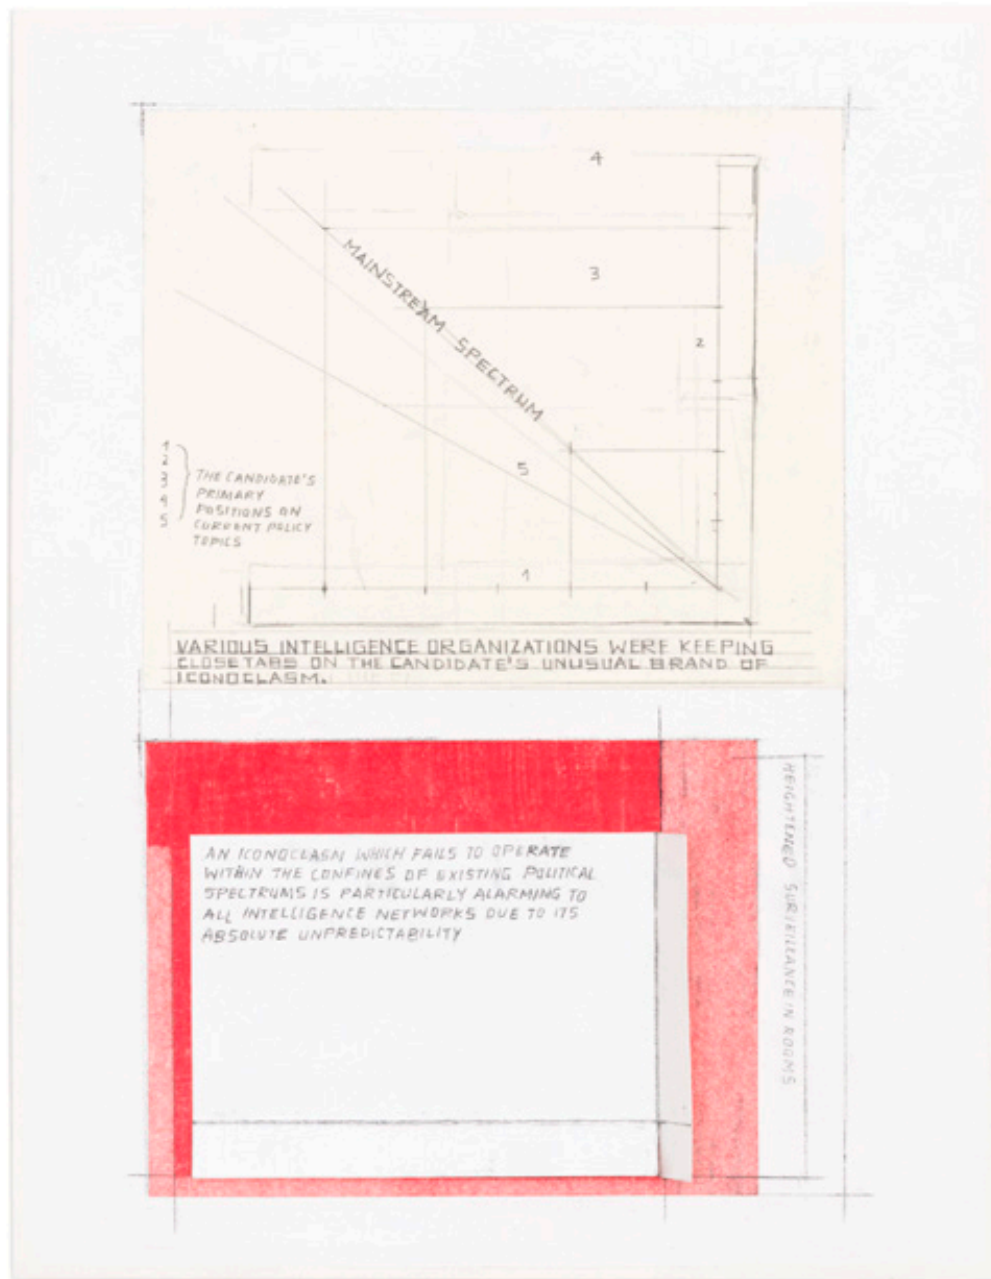 4
MAINSTREAM SPECTRUM
3
2
5
1
2
3
4
5
THE CANDIDATE'S
PRIMARY
POSITIONS ON
CURRENT POLICY
TOPICS
1
VARIOUS INTELLIGENCE ORGANIZATIONS WERE KEEPING
CLOSE TABS ON THE CANDIDATE'S UNUSUAL BRAND OF
ICONOCLASM.
AN ICONOCLASM WHICH FAILS TO OPERATE
WITHIN THE CONFINES OF EXISTING POLITICAL
SPECTRUMS IS PARTICULARLY ALARMING TO
ALL INTELLIGENCE NETWORKS DUE TO ITS
ABSOLUTE UNPREDICTABILITY
HEIGHTENED SURVEILLANCE IN ROOMS